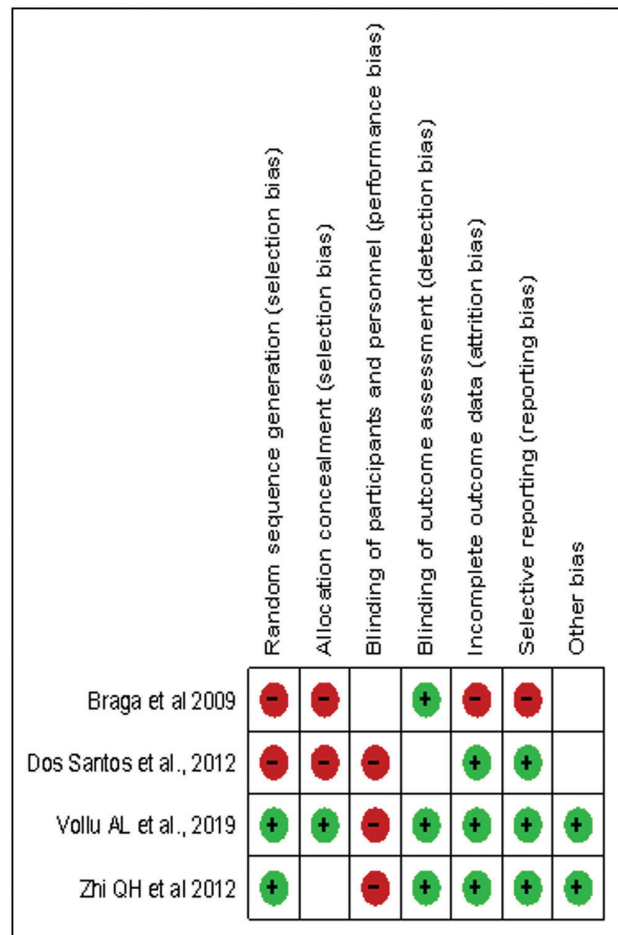 Random sequence generation (selection bias)
Allocation concealment (selection bias)
Blinding of participants and personnel (performance bias)
Blinding of outcome assessment (detection bias)
Incomplete outcome data (attrition bias)
Selective reporting (reporting bias)
Other bias
Braga et al 2009 - - + - -
Dos Santos et al., 2012 - - - + +
Vollu AL et al., 2019 + + - + + + +
Zhi QH et al 2012 + - + + + +